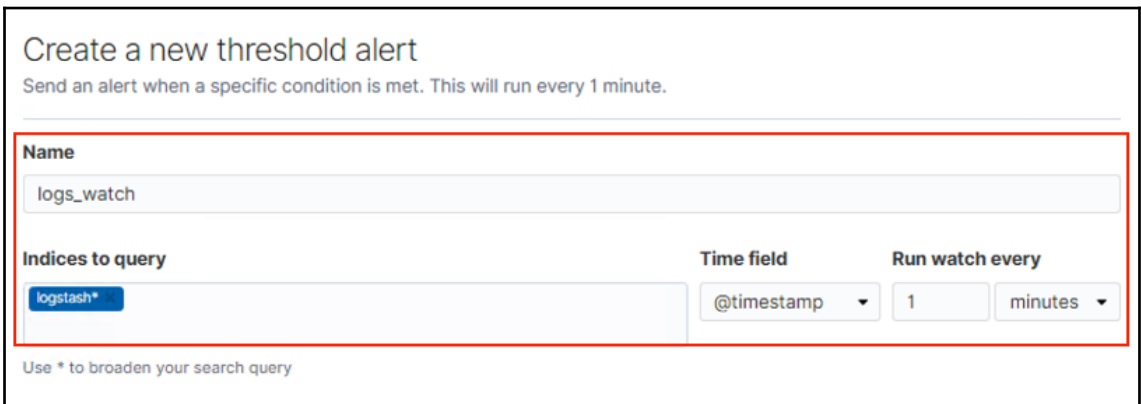 Create a new threshold alert
Send an alert when a specific condition is met. This will run every 1 minute.
Name
logs_watch
Indices to query
Time field
Run watch every
logstash* ×
@timestamp
1
minutes
Use * to broaden your search query